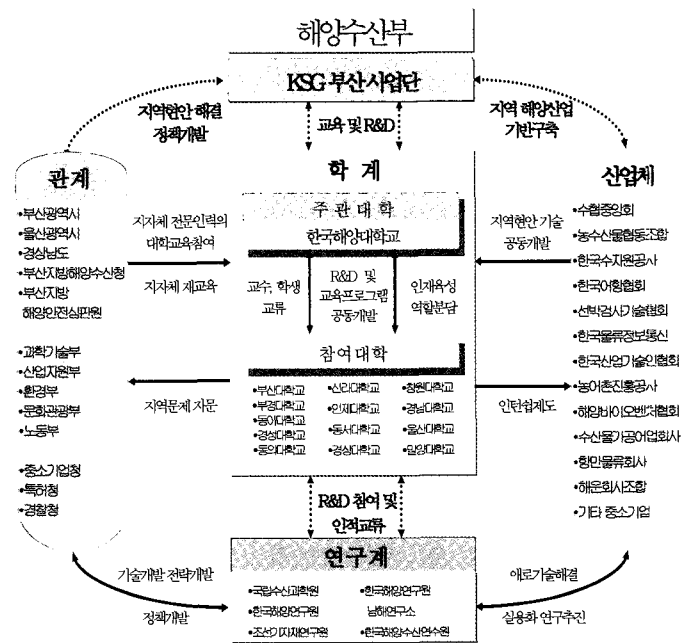 해양수산부
KSG 부산 사업단
지역현안 해결
정책개발
교육 및 R&D
지역 해양산업
기반구축
관계
•부산광역시
•울산광역시
•경상남도
•부산지방해양수산청
•부산지방
해양안전심판원
•과학기술부
•산업자원부
•환경부
•문화관광부
•노동부
•중소기업청
•특허청
•경찰청
지자체 전문인력의
대학교육참여
지자체 재교육
지역문제 자문
학 계
주 관 대 학
한국해양대학교
교수, 학생
교류
R&D 및
교육프로그램
공동개발
인재육성
역할분담
참여대학
•부산대학교 •신라대학교 •창원대학교
•부경대학교 •인제대학교 •경남대학교
•동아대학교
•경성대학교 •동서대학교 •울산대학교
•동의대학교 •경상대학교 •밀양대학교
지역현안 기술
공동개발
인턴쉽제도
산업체
•수협중앙회
•농수산물협동조합
•한국수자원공사
•한국어항협회
•선박검사기술협회
•한국물류정보통신
•한국산업기술인협회
•농어촌진흥공사
•해양바이오벤처협회
•수산물가공어업회사
•항만물류회사
•해운회사조합
•기타 중소기업
R&D 참여 및
인적교류
연구계
•국립수산과학원 •한국해양연구원
•한국해양연구원 남해연구소
•조선기자재연구원 •한국해양수산연수원
기술개발 전략개발
정책개발
애로기술해결
실용화 연구추진